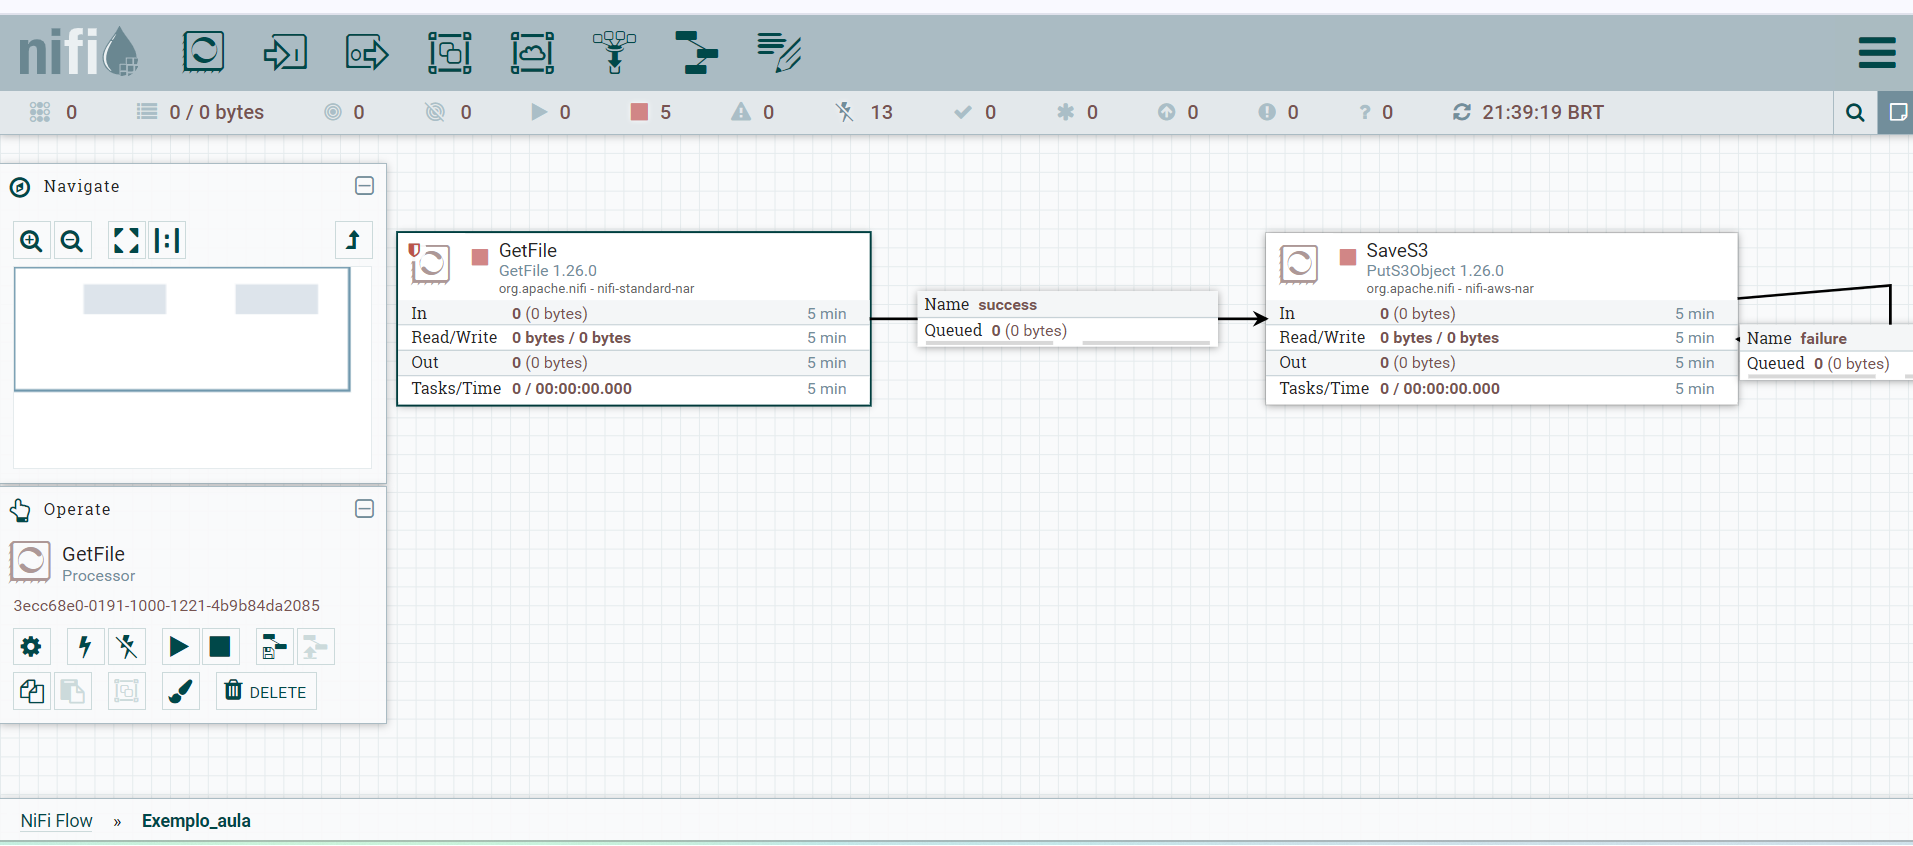 nifi
0
0 / 0 bytes
0
0
0
5
0
13
0
0
0
0
? 0
21:39:19 BRT
Navigate
Operate
GetFile
Processor
3ecc68e0-0191-1000-1221-4b9b84da2085
DELETE
GetFile
GetFile 1.26.0
org.apache.nifi - nifi-standard-nar
In 0 (0 bytes) 5 min
Read/Write 0 bytes / 0 bytes 5 min
Out 0 (0 bytes) 5 min
Tasks/Time 0 / 00:00:00.000 5 min
Name success
Queued 0 (0 bytes)
SaveS3
PutS3Object 1.26.0
org.apache.nifi - nifi-aws-nar
In 0 (0 bytes) 5 min
Read/Write 0 bytes / 0 bytes 5 min
Out 0 (0 bytes) 5 min
Tasks/Time 0 / 00:00:00.000 5 min
Name failure
Queued 0 (0 bytes)
NiFi Flow » Exemplo_aula